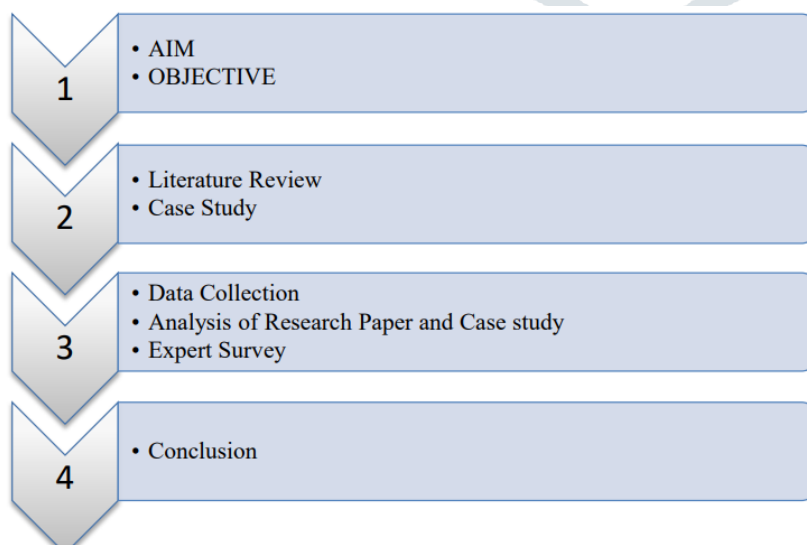 1
• AIM
• OBJECTIVE
2
• Literature Review
• Case Study
3
• Data Collection
• Analysis of Research Paper and Case study
• Expert Survey
4
• Conclusion